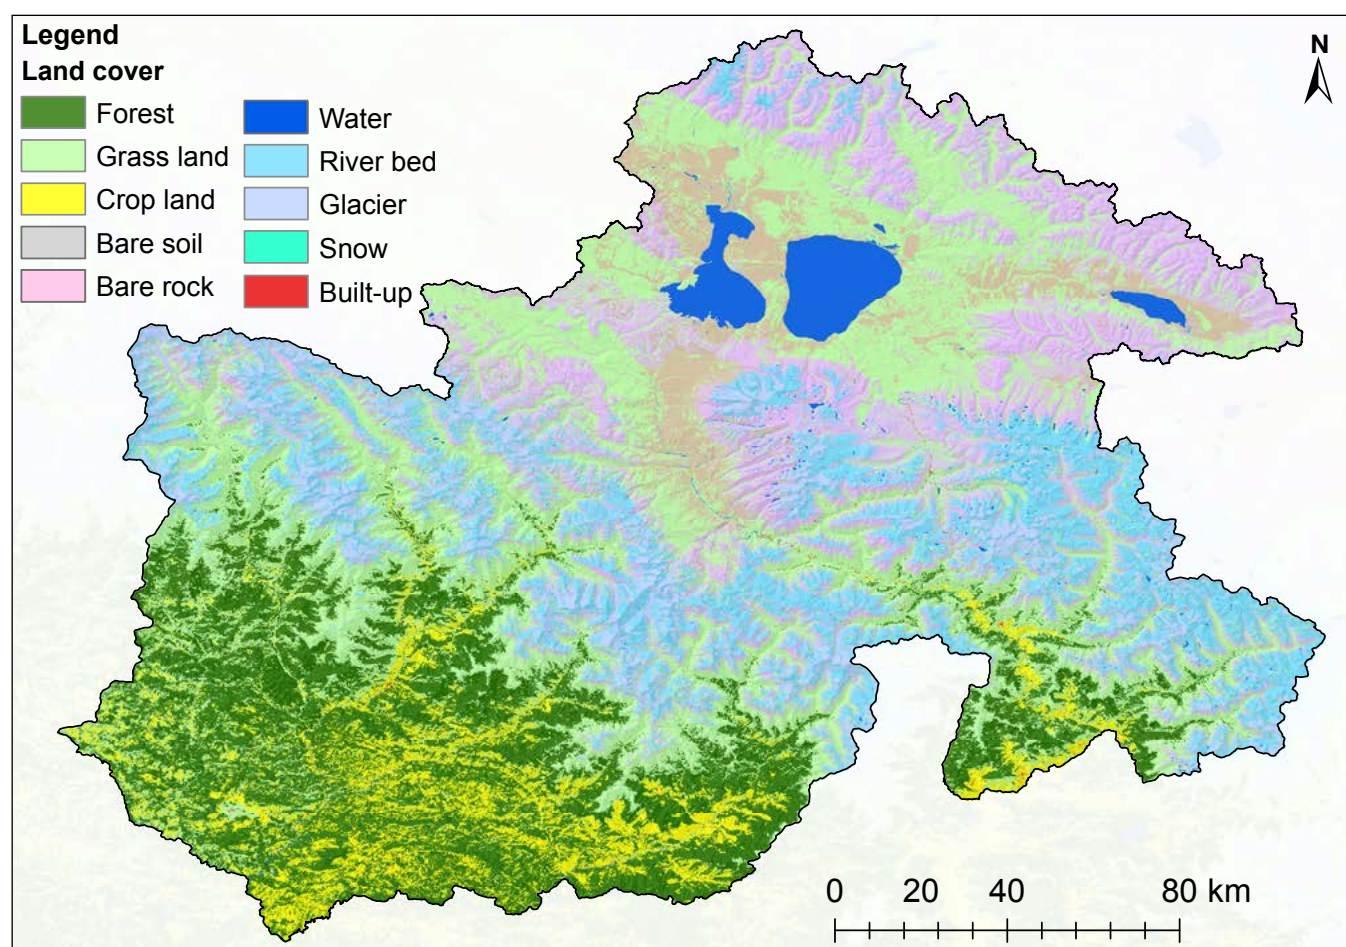 Legend
Land cover
Forest
Grass land
Crop land
Bare soil
Bare rock
Water
River bed
Glacier
Snow
Built-up
N
0 20 40 80 km